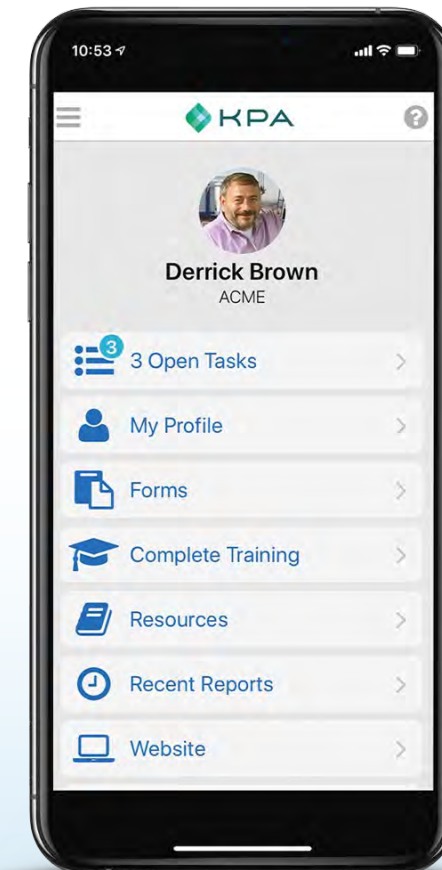 10:53
KPA
?
Derrick Brown
ACME
3
3 Open Tasks
My Profile
Forms
Complete Training
Resources
Recent Reports
Website